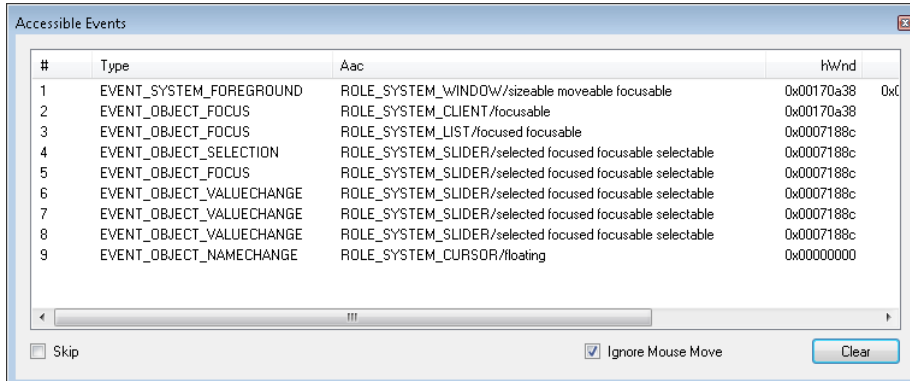 Accessible Events
# Type Aac hWnd
1 EVENT_SYSTEM_FOREGROUND ROLE_SYSTEM_WINDOW/sizeable moveable focusable 0x00170a38 0x0
2 EVENT_OBJECT_FOCUS ROLE_SYSTEM_CLIENT/focusable 0x00170a38
3 EVENT_OBJECT_FOCUS ROLE_SYSTEM_LIST/focused focusable 0x0007188c
4 EVENT_OBJECT_SELECTION ROLE_SYSTEM_SLIDER/selected focused focusable selectable 0x0007188c
5 EVENT_OBJECT_FOCUS ROLE_SYSTEM_SLIDER/selected focused focusable selectable 0x0007188c
6 EVENT_OBJECT_VALUECHANGE ROLE_SYSTEM_SLIDER/selected focused focusable selectable 0x0007188c
7 EVENT_OBJECT_VALUECHANGE ROLE_SYSTEM_SLIDER/selected focused focusable selectable 0x0007188c
8 EVENT_OBJECT_VALUECHANGE ROLE_SYSTEM_SLIDER/selected focused focusable selectable 0x0007188c
9 EVENT_OBJECT_NAMECHANGE ROLE_SYSTEM_CURSOR/floating 0x00000000
Skip Ignore Mouse Move Clear